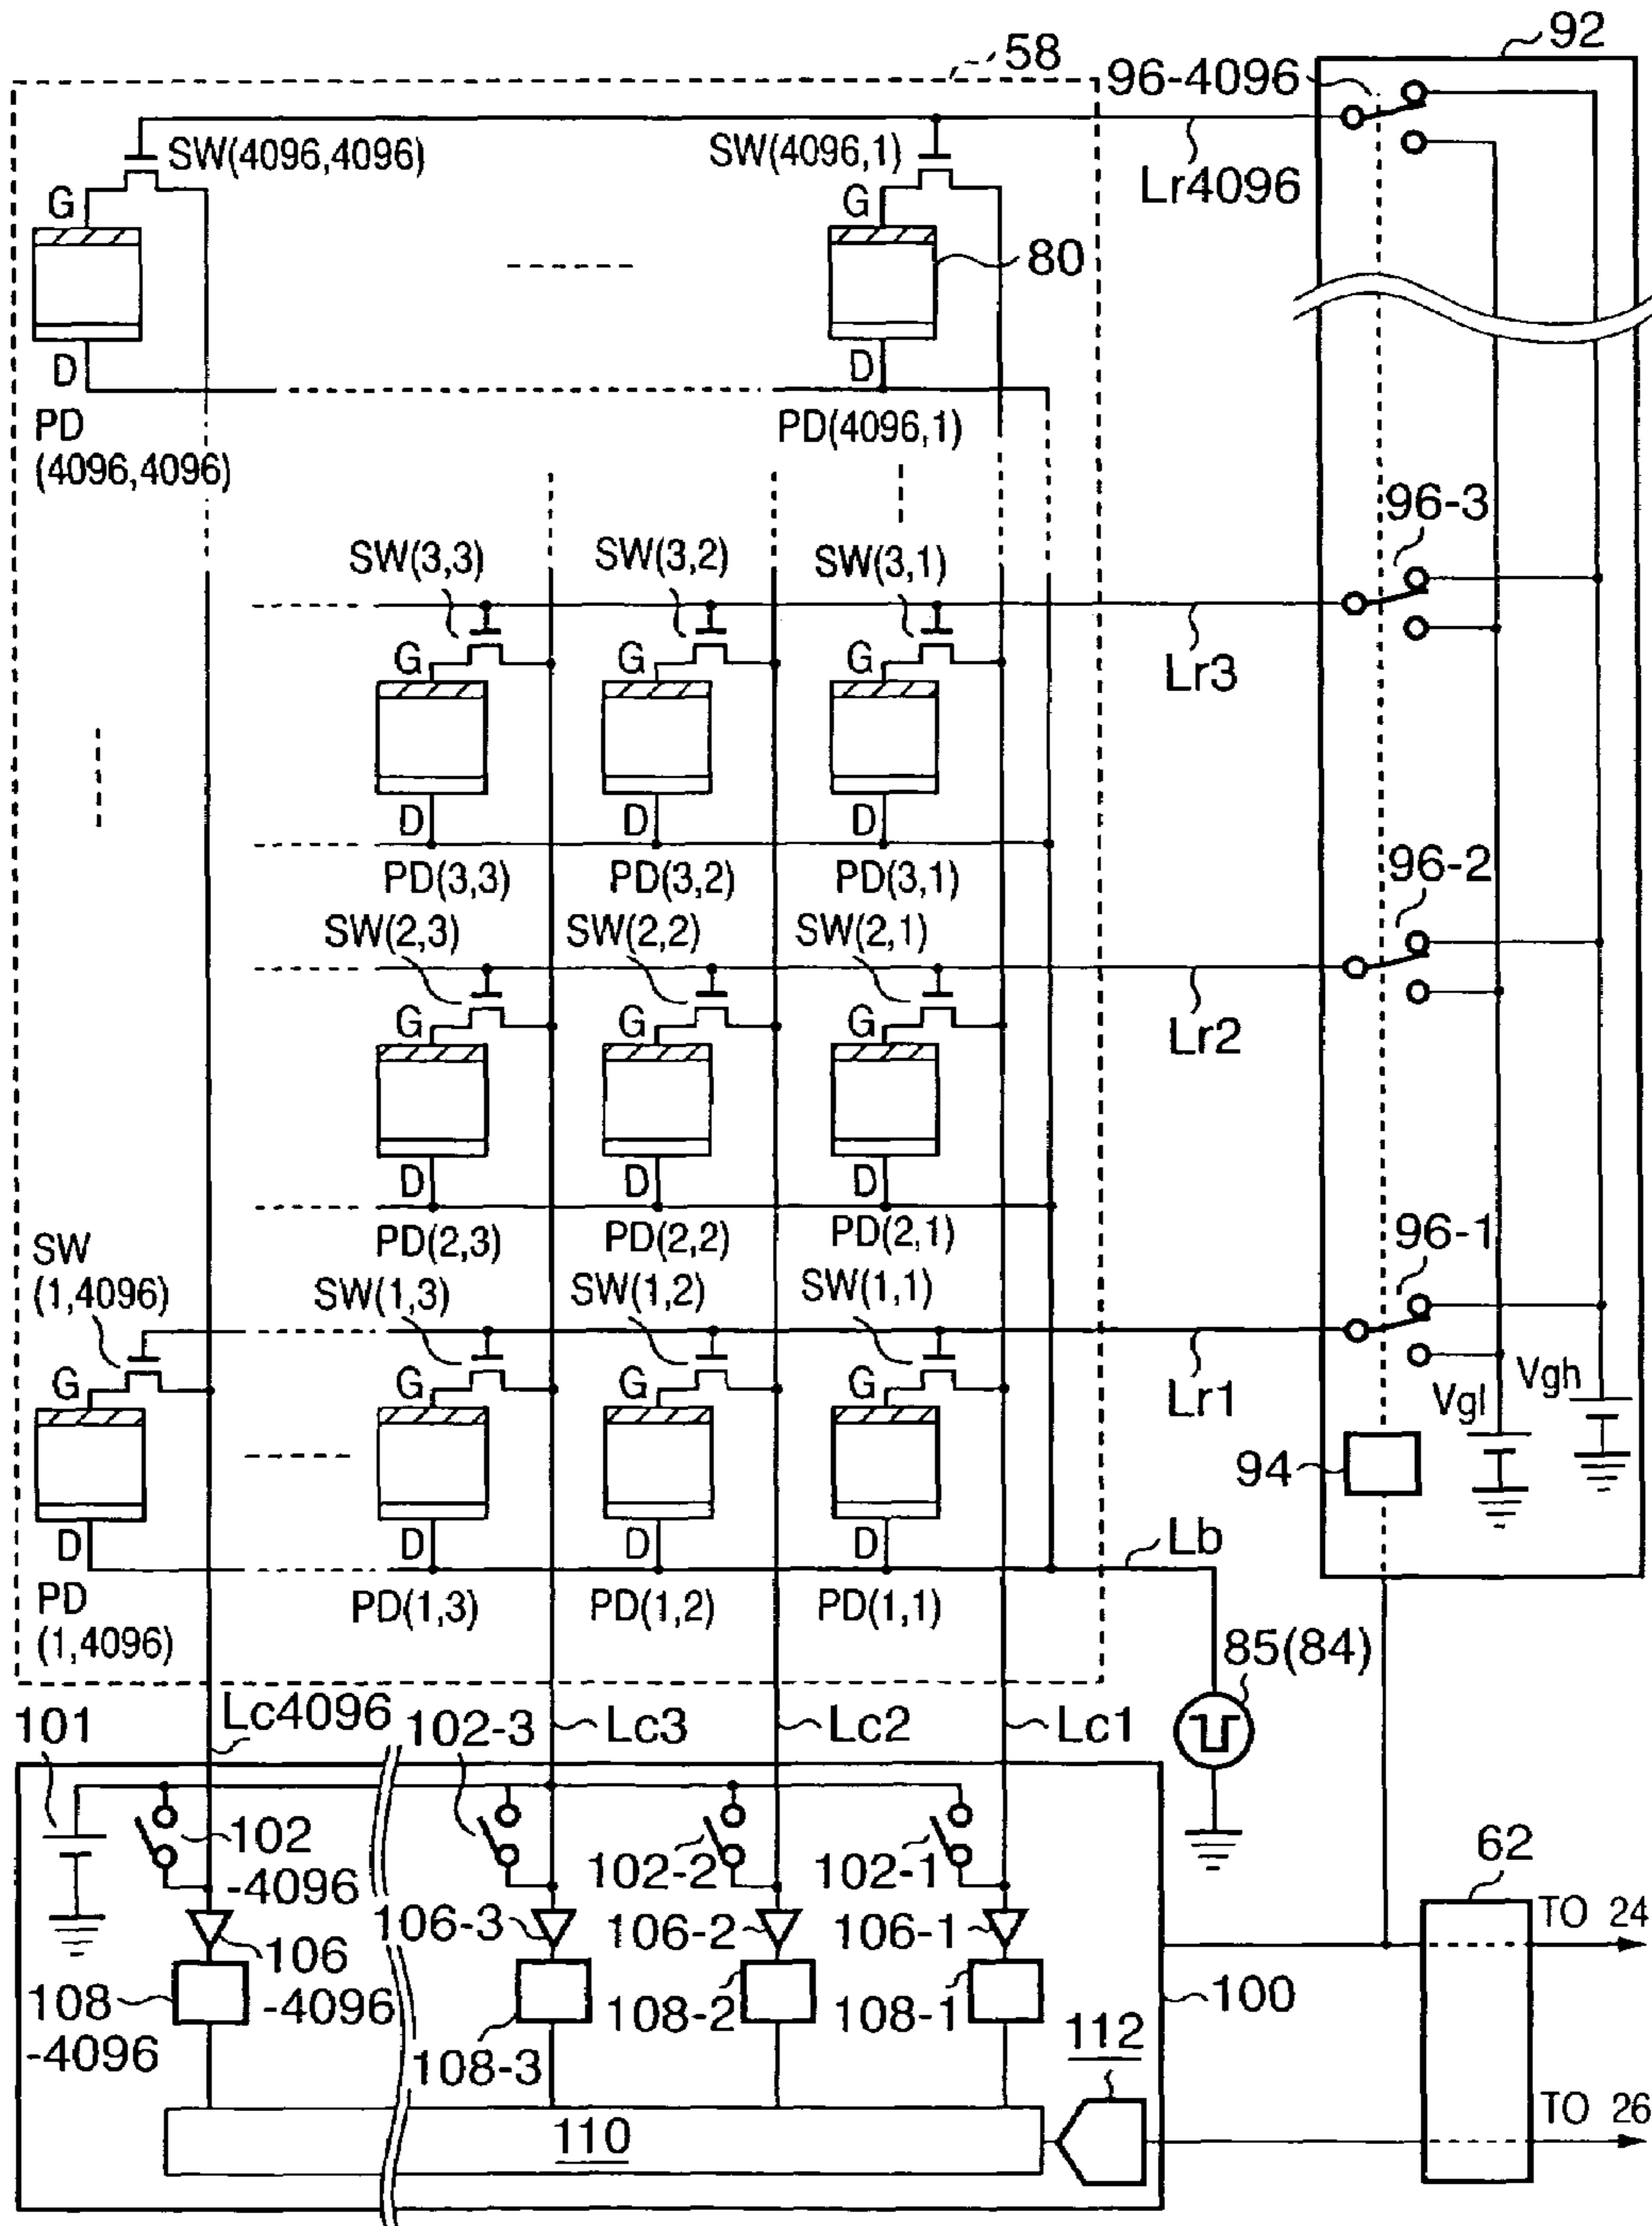 92
58
96-4096
SW(4096,4096)
SW(4096,1)
Lr4096
G
G
80
D
D
PD
(4096,4096)
PD(4096,1)
96-3
SW(3,3)
SW(3,2)
SW(3,1)
G
G
G
Lr3
D
D
D
PD(3,3)
PD(3,2)
PD(3,1)
96-2
SW(2,3)
SW(2,2)
SW(2,1)
G
G
G
Lr2
D
D
D
PD(2,3)
PD(2,2)
PD(2,1)
96-1
SW
(1,4096)
SW(1,3)
SW(1,2)
SW(1,1)
G
G
G
G
Lr1
Vgl
Vgh
94
D
D
D
D
Lb
PD
(1,4096)
PD(1,3)
PD(1,2)
PD(1,1)
85(84)
101
Lc4096
102-3
Lc3
Lc2
Lc1
102
-4096
102-2
102-1
62
106-3
106-2
106-1
TO 24
106
-4096
108
-4096
108-3
108-2
108-1
100
112
110
TO 26